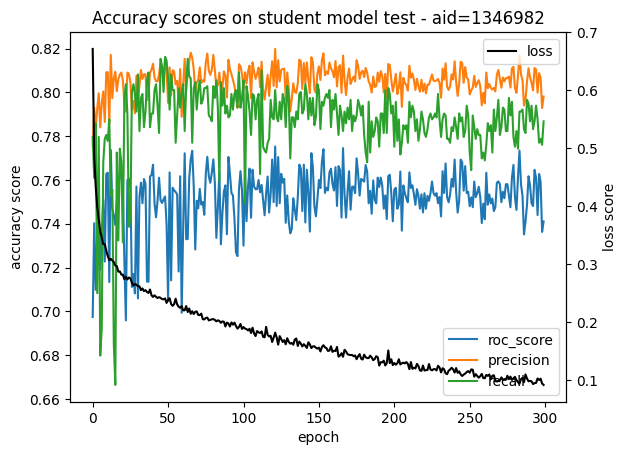 Accuracy scores on student model test - aid=1346982
loss
accuracy score
0.82
0.80
0.78
0.76
0.74
0.72
0.70
0.68
0.66
0.7
0.6
0.5
0.4
0.3
0.2
0.1
loss score
roc_score
precision
recall
0
50
100
150
200
250
300
epoch